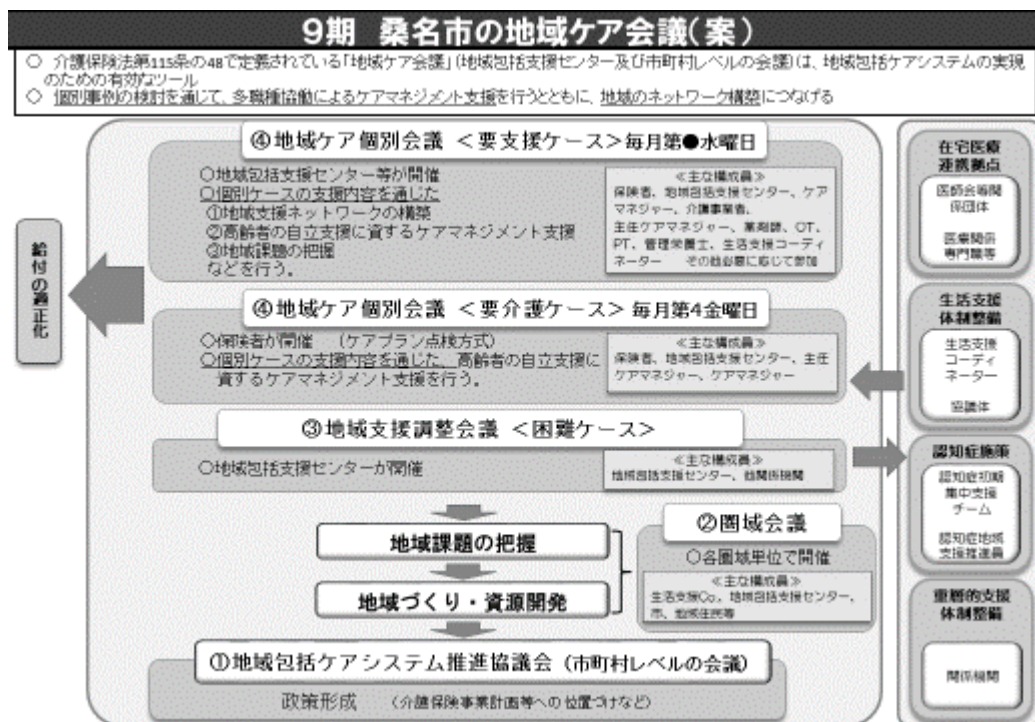 9期 桑名市の地域ケア会議(案)
○ 介護保険法第115条の48で定義されている「地域ケア会議」(地域包括支援センター及び市町村レベルの会議)は、地域包括ケアシステムの実現
のための有効なツール
○ 個別事例の検討を通じて、多職種協働によるケアマネジメント支援を行うとともに、地域のネットワーク構築につなげる
④地域ケア個別会議 <要支援ケース>毎月第●水曜日
○地域包括支援センター等が開催
○個別ケースの支援内容を通じた
①地域支援ネットワークの構築
②高齢者の自立支援に資するケアマネジメント支援
③地域課題の把握
などを行う。
≪主な構成員≫
保険者、地域包括支援センター、ケア
マネジャー、介護事業者、
主任ケアマネジャー、薬剤師、OT、
PT、管理栄養士、生活支援コーディ
ネーター その他必要に応じて参加
給付の適正化
④地域ケア個別会議 <要介護ケース> 毎月第4金曜日
○保険者が開催 (ケアプラン点検方式)
○個別ケースの支援内容を通じた、高齢者の自立支援に
資するケアマネジメント支援を行う。
≪主な構成員≫
保険者、地域包括支援センター、主任
ケアマネジャー、ケアマネジャー
③地域支援調整会議 <困難ケース>
○地域包括支援センターが開催
≪主な構成員≫
地域包括支援センター、他関係機関
地域課題の把握
地域づくり・資源開発
②圏域会議
○各圏域単位で開催
≪主な構成員≫
生活支援Co、地域包括支援センター、
市、地域住民等
①地域包括ケアシステム推進協議会 (市町村レベルの会議)
政策形成 (介護保険事業計画等への位置づけなど)
在宅医療
連携拠点
医師会等関
係団体
医療関係
専門職等
生活支援
体制整備
生活支援
コーディ
ネーター
協議体
認知症施策
認知症初期
集中支援
チーム
認知症地域
支援推進員
重層的支援
体制整備
関係機関